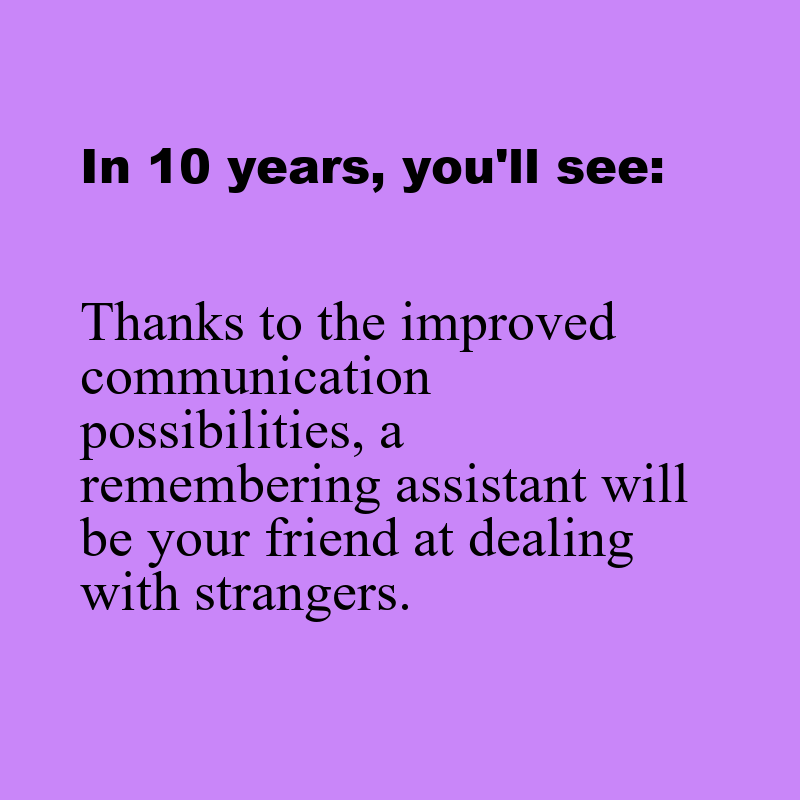 In 10 years, you'll see:
Thanks to the improved
communication
possibilities, a
remembering assistant will
be your friend at dealing
with strangers.